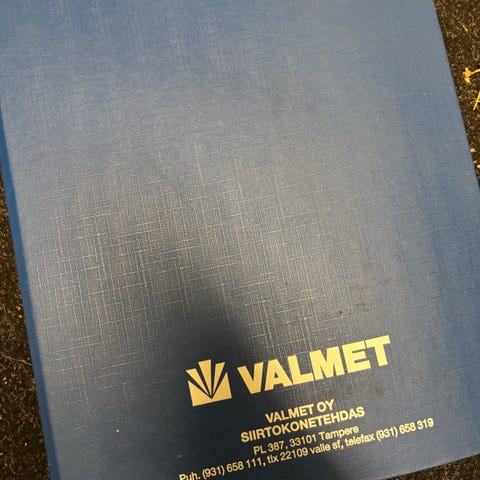 VALMET
VALMET OY
SIIRTOKONETEHDAS
PL 387, 33101 Tampere
Puh. (931) 658 111, tlx 22109 valle sf, telefax (931) 658 319